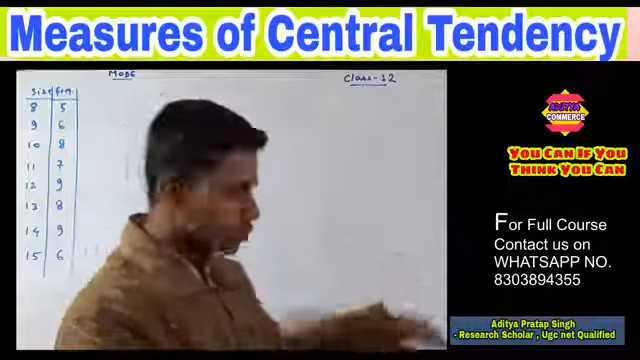 Measures of Central Tendency
MODE
Class-12
Size Fre.
8 5
9 6
10 8
11 7
12 9
13 8
14 9
15 6
ADITYA
COMMERCE
You Can If You
Think You Can
For Full Course
Contact us on
WHATSAPP NO.
8303894355
Aditya Pratap Singh
- Research Scholar , Ugc net Qualified